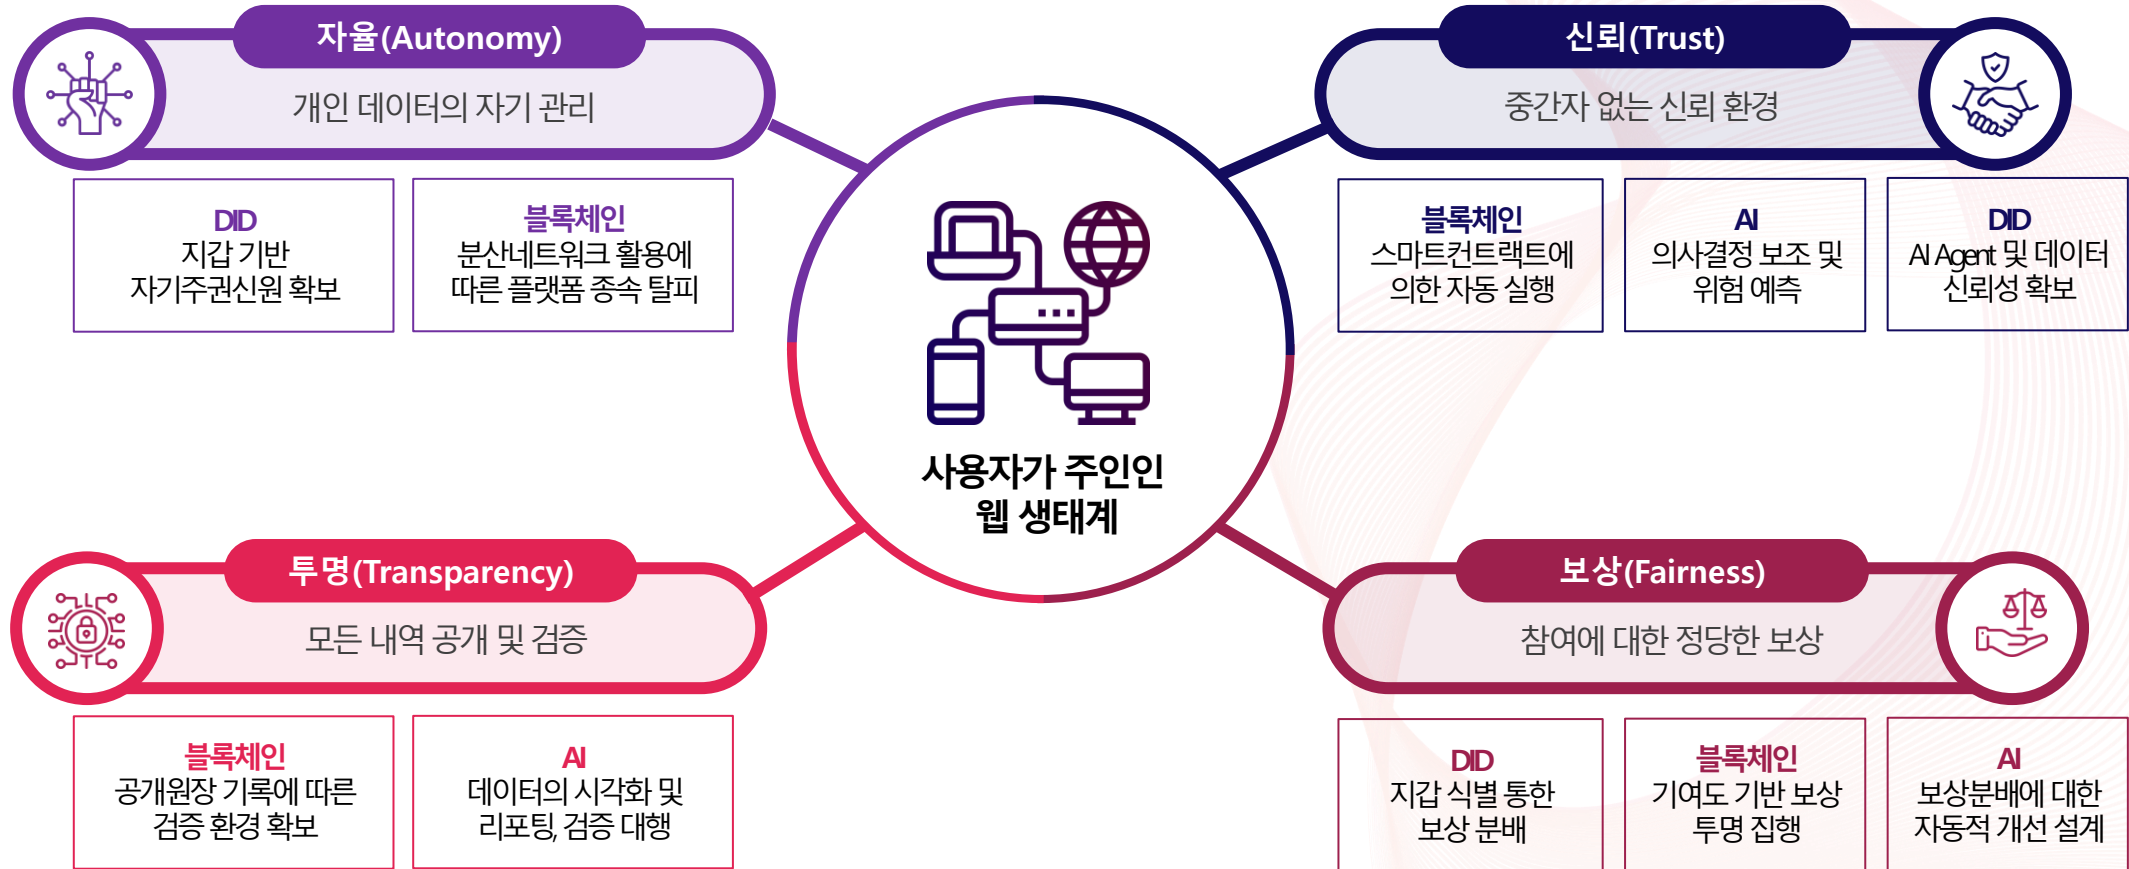 자율(Autonomy)
개인 데이터의 자기 관리
DID
지갑 기반
자기주권신원 확보
블록체인
분산네트워크 활용에
따른 플랫폼 종속 탈피
신뢰(Trust)
중간자 없는 신뢰 환경
블록체인
스마트컨트랙트에
의한 자동 실행
AI
의사결정 보조 및
위험 예측
DID
AI Agent 및 데이터
신뢰성 확보
사용자가 주인인
웹 생태계
투명(Transparency)
모든 내역 공개 및 검증
블록체인
공개원장 기록에 따른
검증 환경 확보
AI
데이터의 시각화 및
리포팅, 검증 대행
보상(Fairness)
참여에 대한 정당한 보상
DID
지갑 식별 통한
보상 분배
블록체인
기여도 기반 보상
투명 집행
AI
보상분배에 대한
자동적 개선 설계